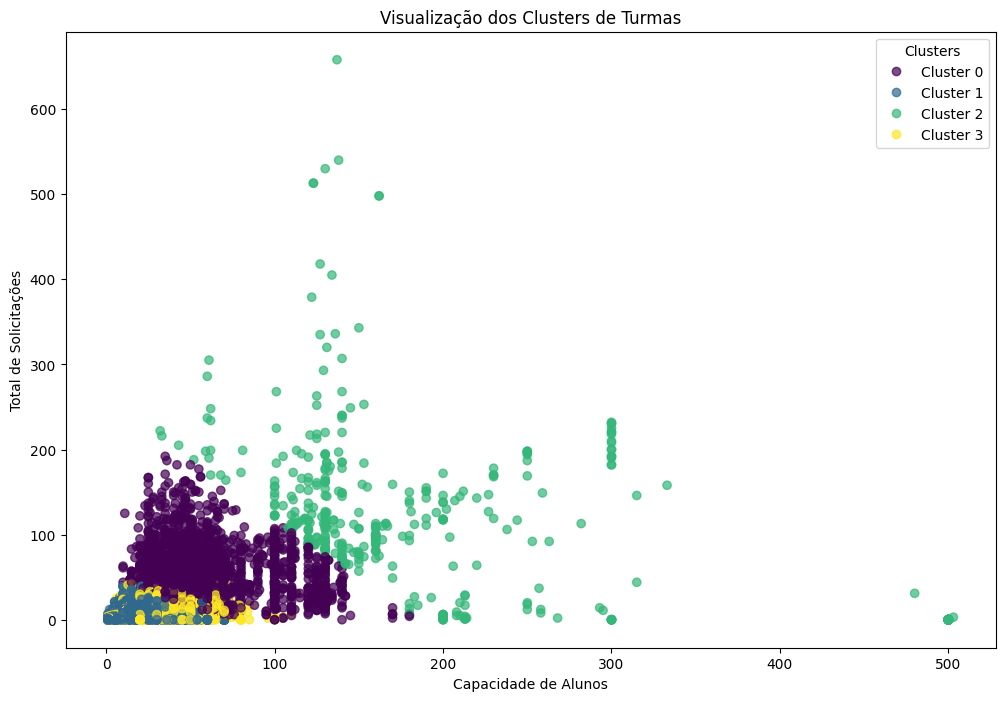 Visualização dos Clusters de Turmas
Clusters
Cluster 0
Cluster 1
Cluster 2
Cluster 3
Total de Solicitações
600
500
400
300
200
100
0
0 100 200 300 400 500
Capacidade de Alunos